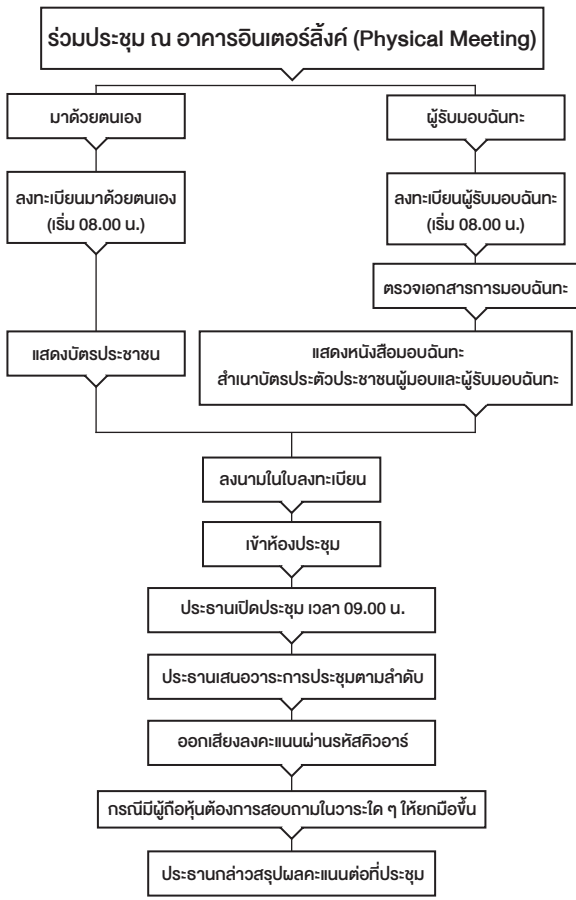 ร่วมประชุม ณ อาคารอินเตอร์ลิ้งค์ (Physical Meeting)
มาด้วยตนเอง
ผู้รับมอบฉันทะ
ลงทะเบียนมาด้วยตนเอง
(เริ่ม 08.00 น.)
ลงทะเบียนผู้รับมอบฉันทะ
(เริ่ม 08.00 น.)
ตรวจเอกสารการมอบฉันทะ
แสดงบัตรประชาชน
แสดงหนังสือมอบฉันทะ
สำเนาบัตรประตัวประชาชนผู้มอบและผู้รับมอบฉันทะ
ลงนามในใบลงทะเบียน
เข้าห้องประชุม
ประธานเปิดประชุม เวลา 09.00 น.
ประธานเสนอวาระการประชุมตามลำดับ
ออกเสียงลงคะแนนผ่านรหัสคิวอาร์
กรณีมีผู้ถือหุ้นต้องการสอบถามในวาระใด ๆ ให้ยกมือขึ้น
ประธานกล่าวสรุปผลคะแนนต่อที่ประชุม